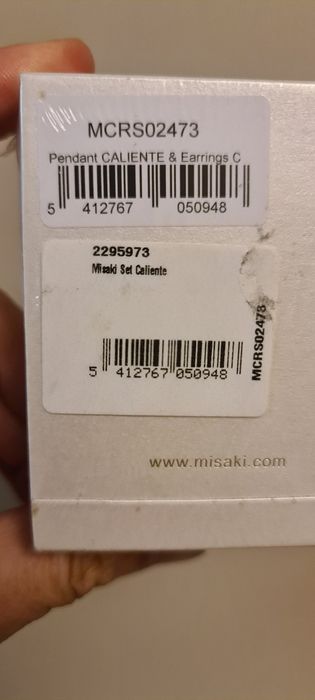 MCRS02473
Pendant CALIENTE & Earrings C
5 412767 050948
2295973
Misaki Set Caliente
5 412767 050948
MCRS02473
www.misaki.com